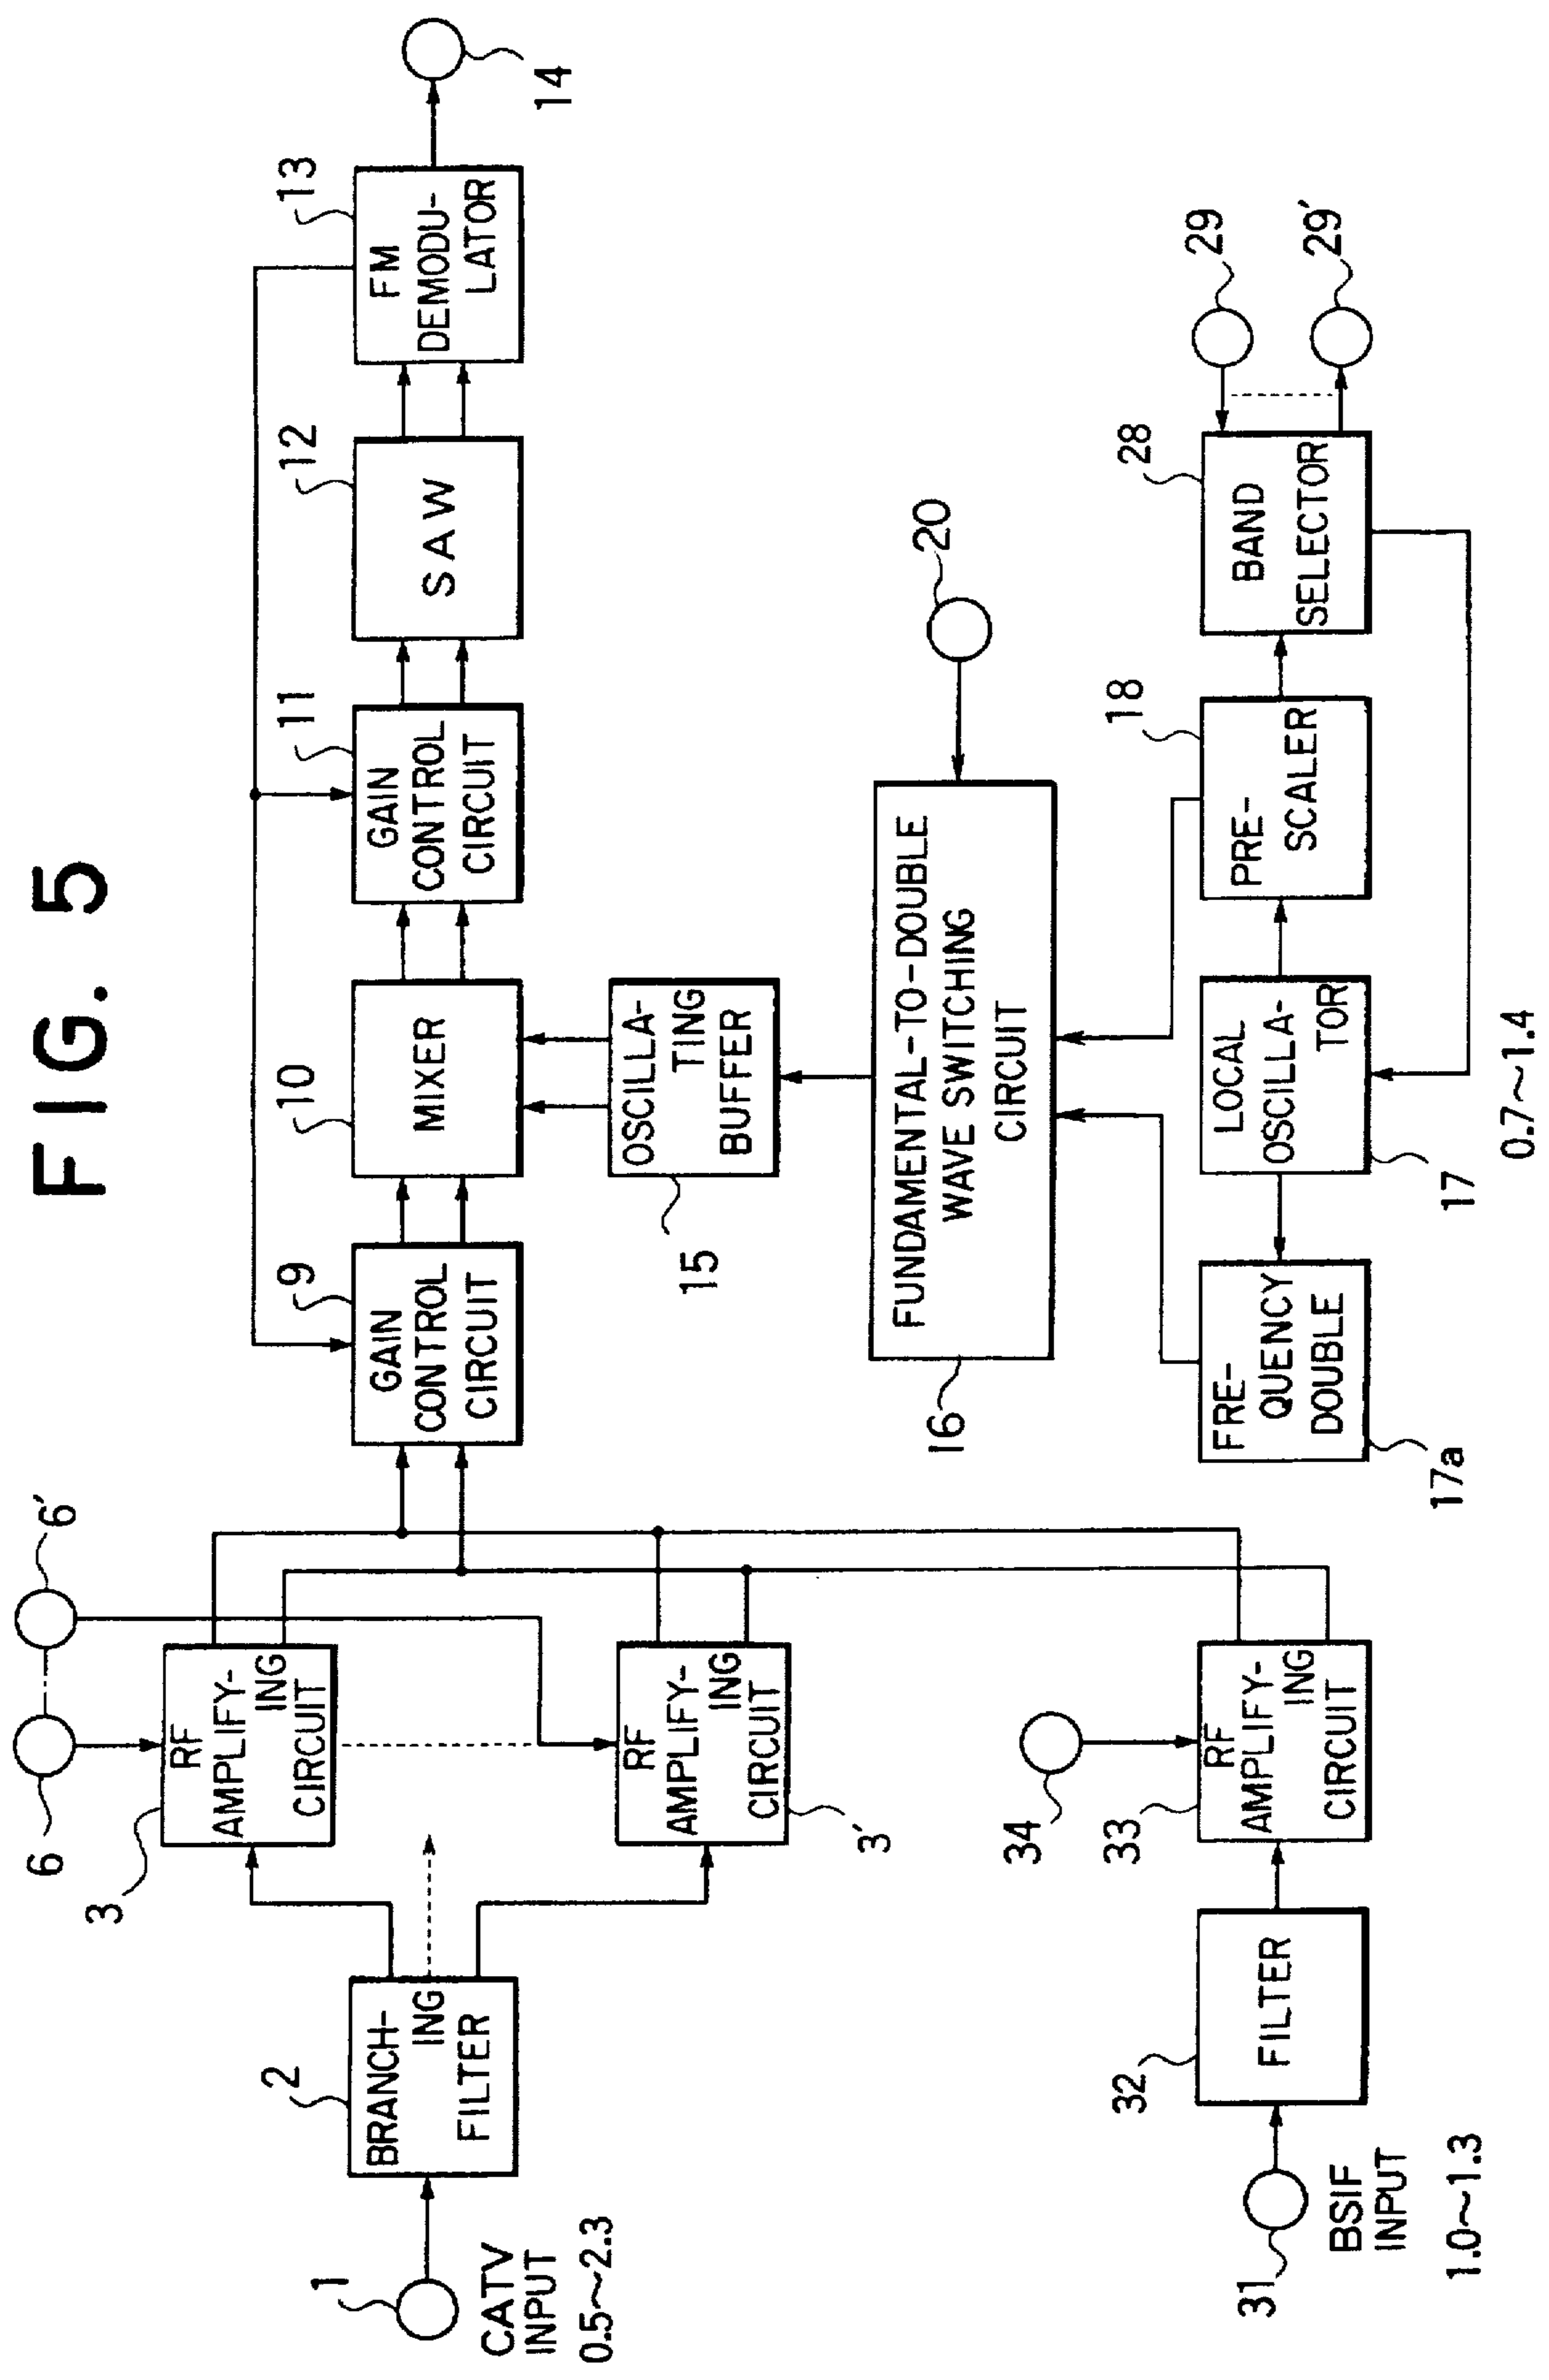 FIG. 5
1
CATV
INPUT
0.5~2.3
2
BRANCH-
ING
FILTER
6
6'
3
RF
AMPLIFY-
ING
CIRCUIT
3'
RF
AMPLIFY-
ING
CIRCUIT
9
GAIN
CONTROL
CIRCUIT
10
MIXER
11
GAIN
CONTROL
CIRCUIT
12
SAW
13
FM
DEMODU-
LATOR
14
15
OSCILLA-
TING
BUFFER
16
FUNDAMENTAL-TO-DOUBLE
WAVE SWITCHING
CIRCUIT
20
31
BSIF
INPUT
1.0~1.3
32
FILTER
34
33
RF
AMPLIFY-
ING
CIRCUIT
17a
FRE-
QUENCY
DOUBLE
17
LOCAL
OSCILLA-
TOR
0.7~1.4
18
PRE-
SCALER
28
BAND
SELECTOR
29
29'